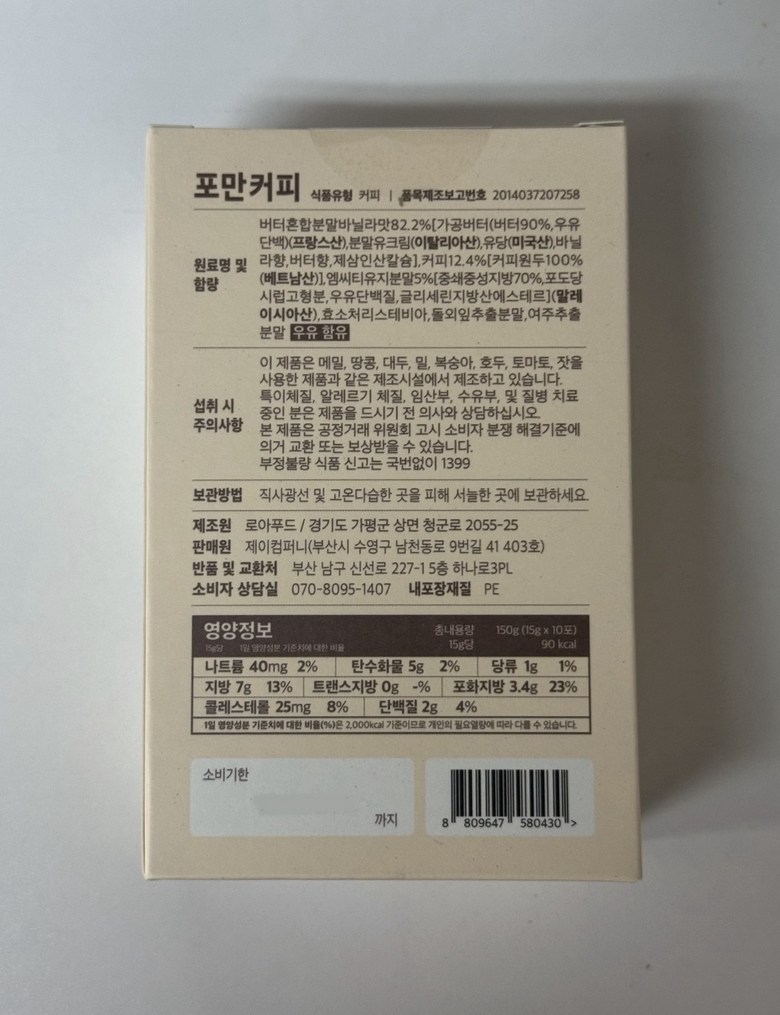 포만커피 식품유형 커피 | 품목제조보고번호 2014037207258
원료명 및 함량
버터혼합분말바닐라맛82.2%[가공버터(버터90%,우유
단백)(프랑스산),분말유크림(이탈리아산),유당(미국산),바닐
라향,버터향,제삼인산칼슘],커피12.4%[커피원두100%
(베트남산)],엠씨티유지분말5%[중쇄중성지방70%,포도당
시럽고형분,우유단백질,글리세린지방산에스테르](말레
이시아산),효소처리스테비아,돌외잎추출분말,여주추출
분말 우유 함유
섭취 시 주의사항
이 제품은 메밀, 땅콩, 대두, 밀, 복숭아, 호두, 토마토, 잣을
사용한 제품과 같은 제조시설에서 제조하고 있습니다.
특이체질, 알레르기 체질, 임산부, 수유부, 및 질병 치료
중인 분은 제품을 드시기 전 의사와 상담하십시오.
본 제품은 공정거래 위원회 고시 소비자 분쟁 해결기준에
의거 교환 또는 보상받을 수 있습니다.
부정불량 식품 신고는 국번없이 1399
보관방법 직사광선 및 고온다습한 곳을 피해 서늘한 곳에 보관하세요.
제조원 로아푸드 / 경기도 가평군 상면 청군로 2055-25
판매원 제이컴퍼니(부산시 수영구 남천동로 9번길 41 403호)
반품 및 교환처 부산 남구 신선로 227-1 5층 하나로3PL
소비자 상담실 070-8095-1407 내포장재질 PE
영양정보 총내용량 150g (15g x 10포)
15g당 1일 영양성분 기준치에 대한 비율 15g당 90 kcal
나트륨 40mg 2% 탄수화물 5g 2% 당류 1g 1%
지방 7g 13% 트랜스지방 0g -% 포화지방 3.4g 23%
콜레스테롤 25mg 8% 단백질 2g 4%
1일 영양성분 기준치에 대한 비율(%)은 2,000kcal 기준이므로 개인의 필요열량에 따라 다를 수 있습니다.
소비기한
까지
8 809647 580430 >